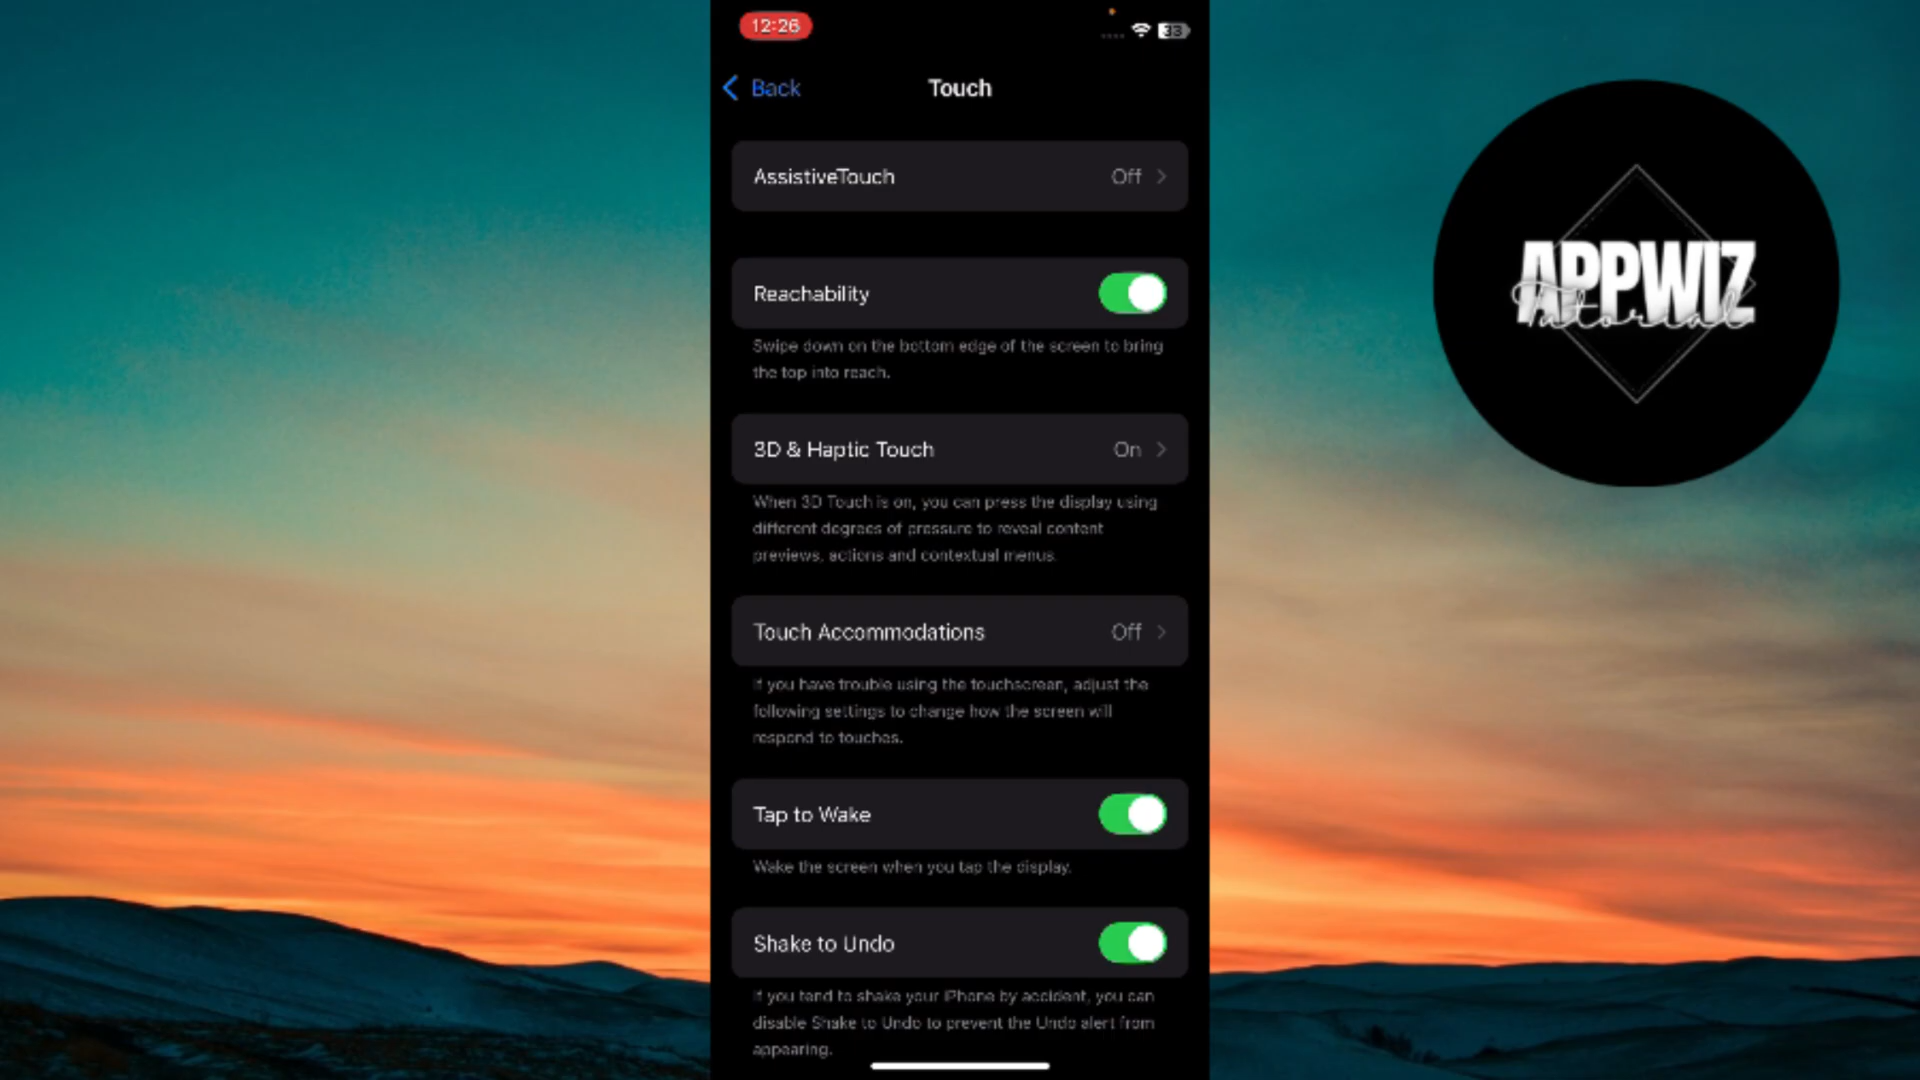 12:26
33
Back
Touch
AssistiveTouch Off
Reachability
Swipe down on the bottom edge of the screen to bring
the top into reach.
3D & Haptic Touch On
When 3D Touch is on, you can press the display using
different degrees of pressure to reveal content
previews, actions and contextual menus.
Touch Accommodations Off
If you have trouble using the touchscreen, adjust the
following settings to change how the screen will
respond to touches.
Tap to Wake
Wake the screen when you tap the display.
Shake to Undo
If you tend to shake your iPhone by accident, you can
disable Shake to Undo to prevent the Undo alert from
appearing.
APPWIZ
Tutorial